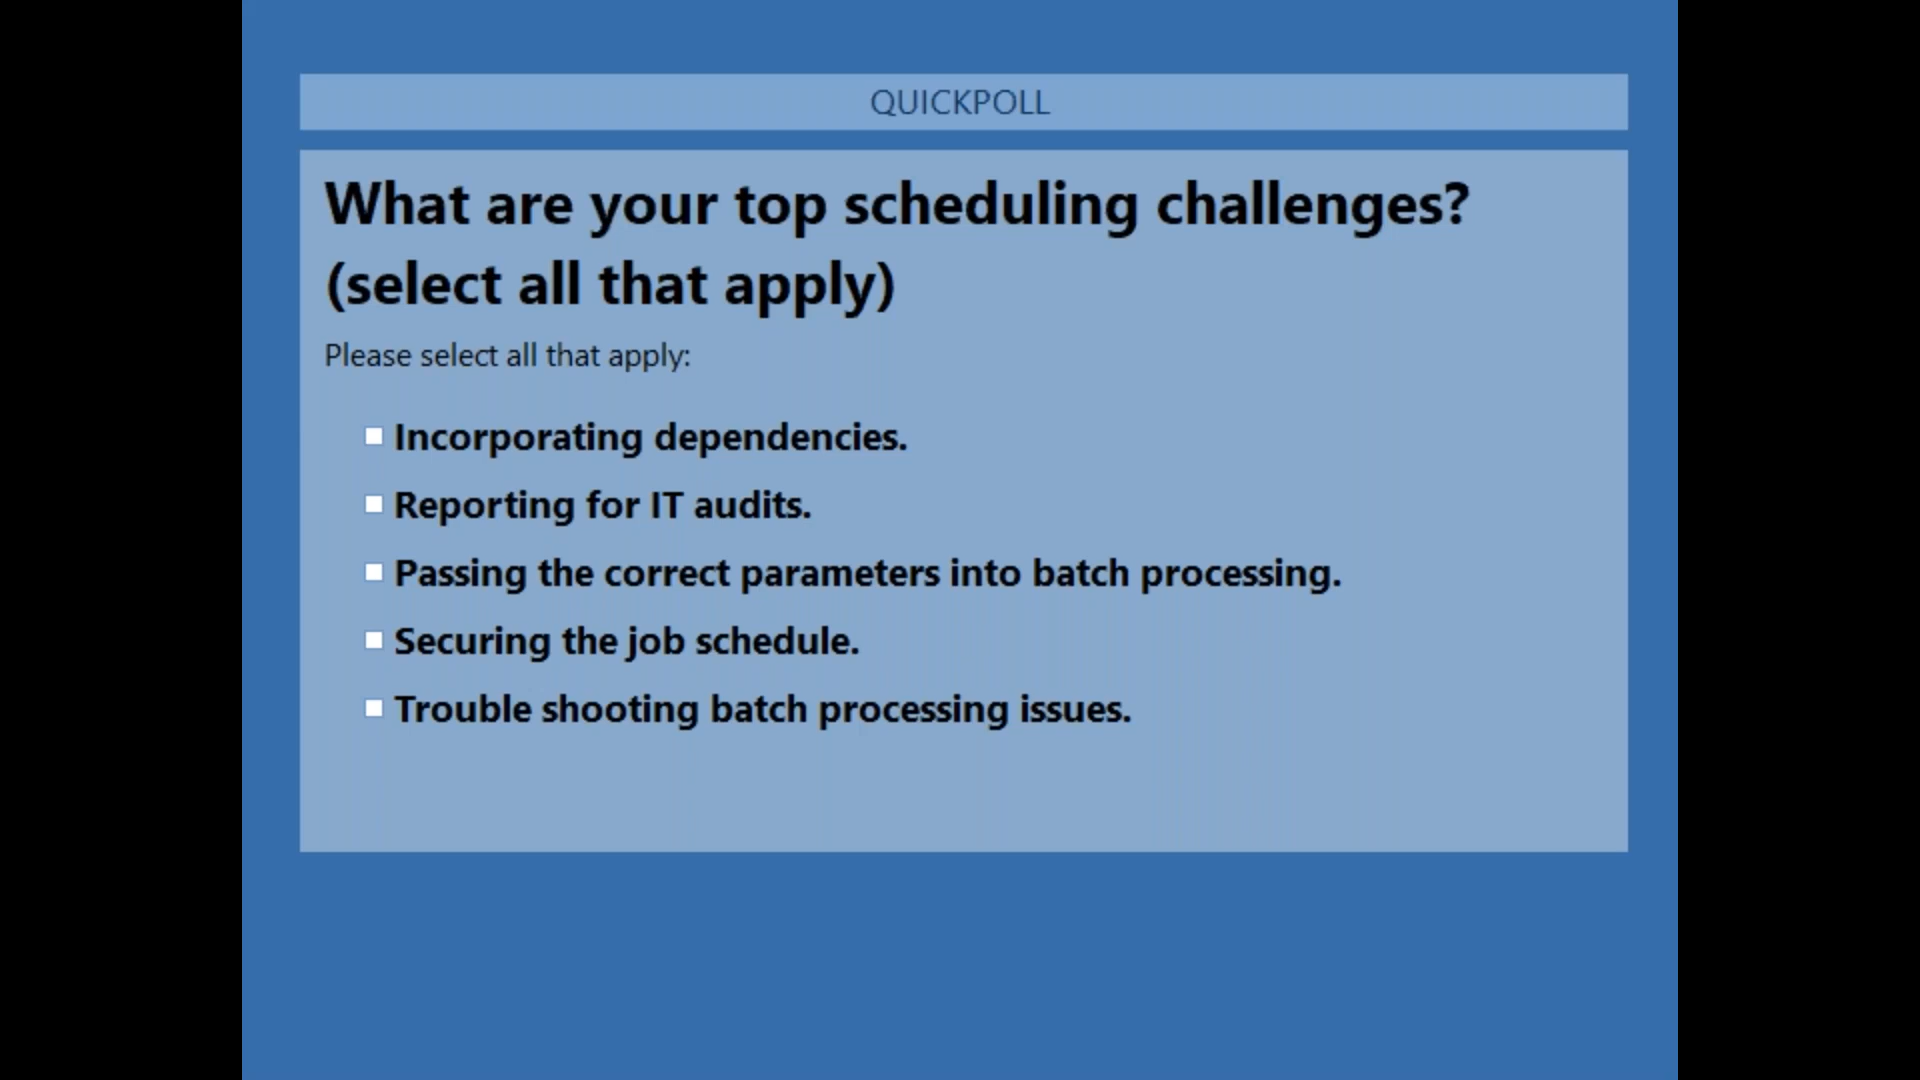 QUICKPOLL
What are your top scheduling challenges?
(select all that apply)
Please select all that apply:
Incorporating dependencies.
Reporting for IT audits.
Passing the correct parameters into batch processing.
Securing the job schedule.
Trouble shooting batch processing issues.